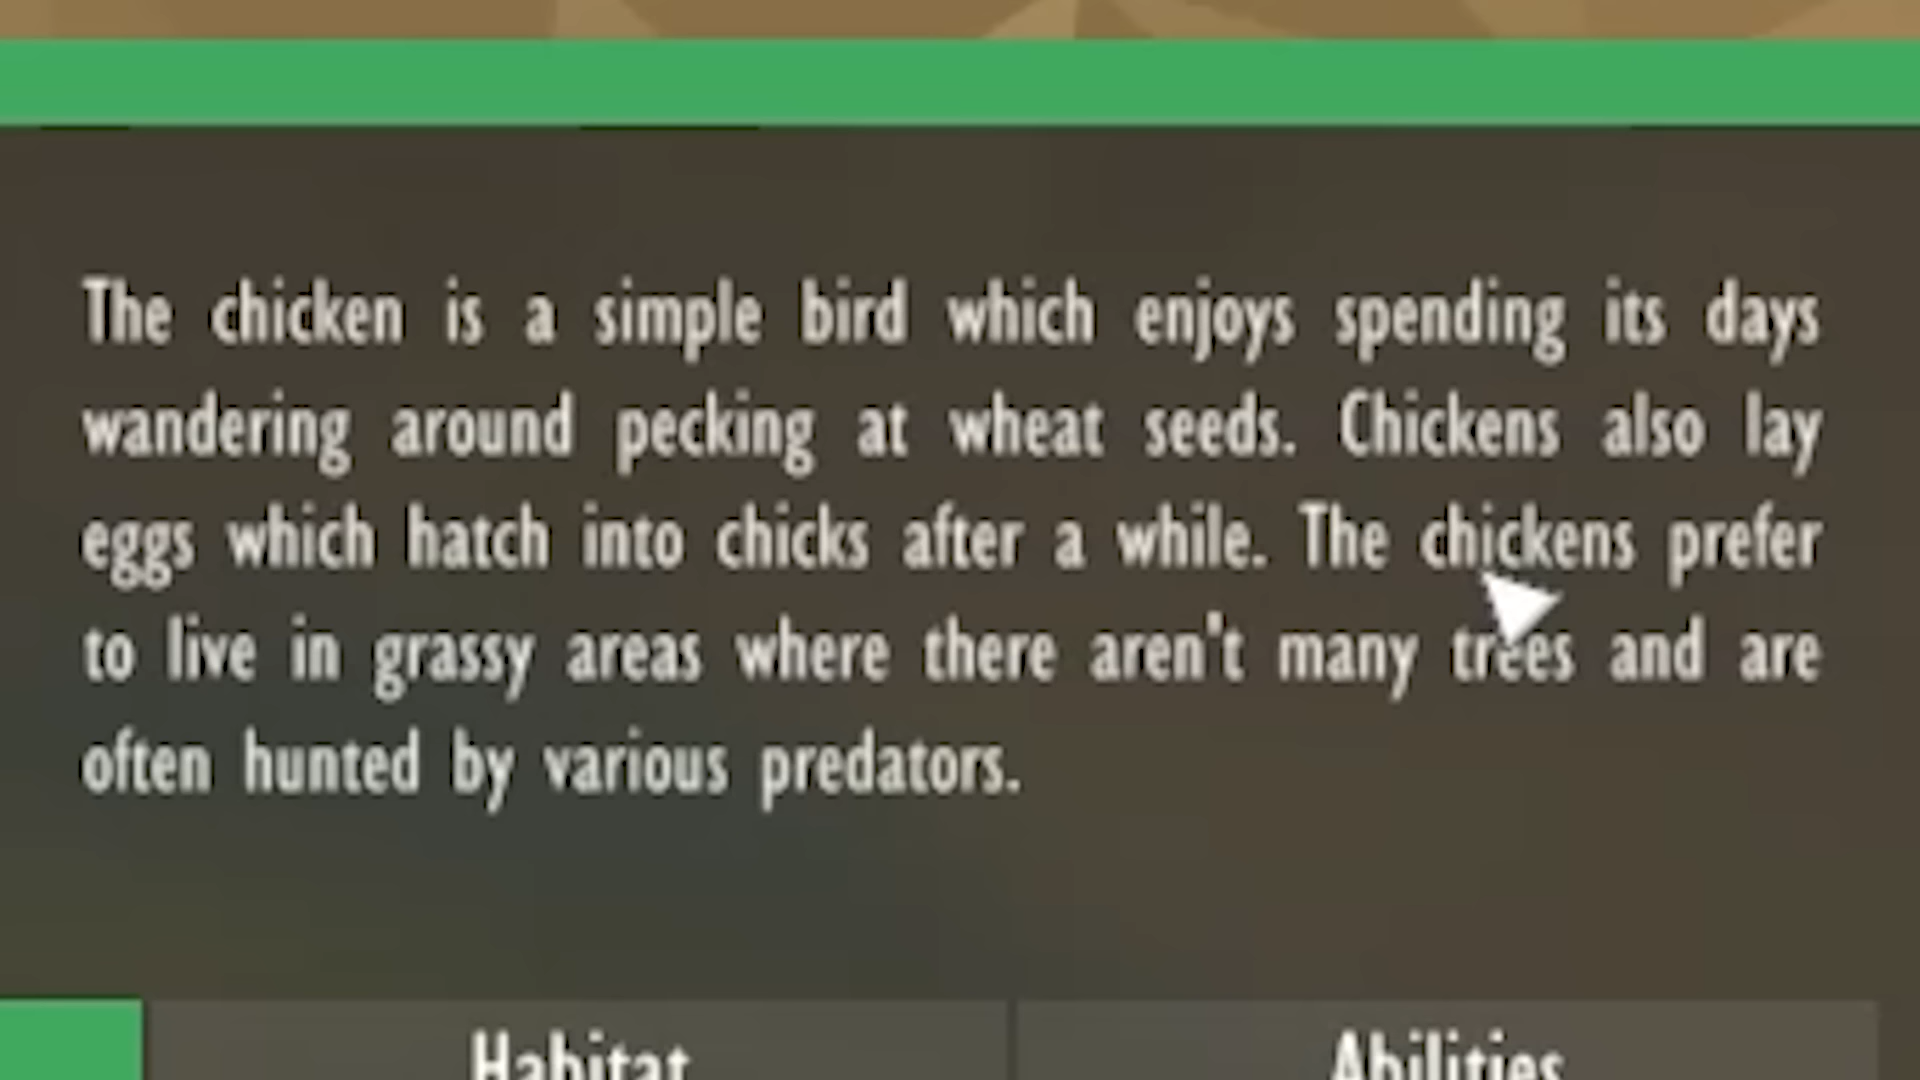 The chicken is a simple bird which enjoys spending its days
wandering around pecking at wheat seeds. Chickens also lay
eggs which hatch into chicks after a while. The chickens prefer
to live in grassy areas where there aren't many trees and are
often hunted by various predators.
Habitat Abilities